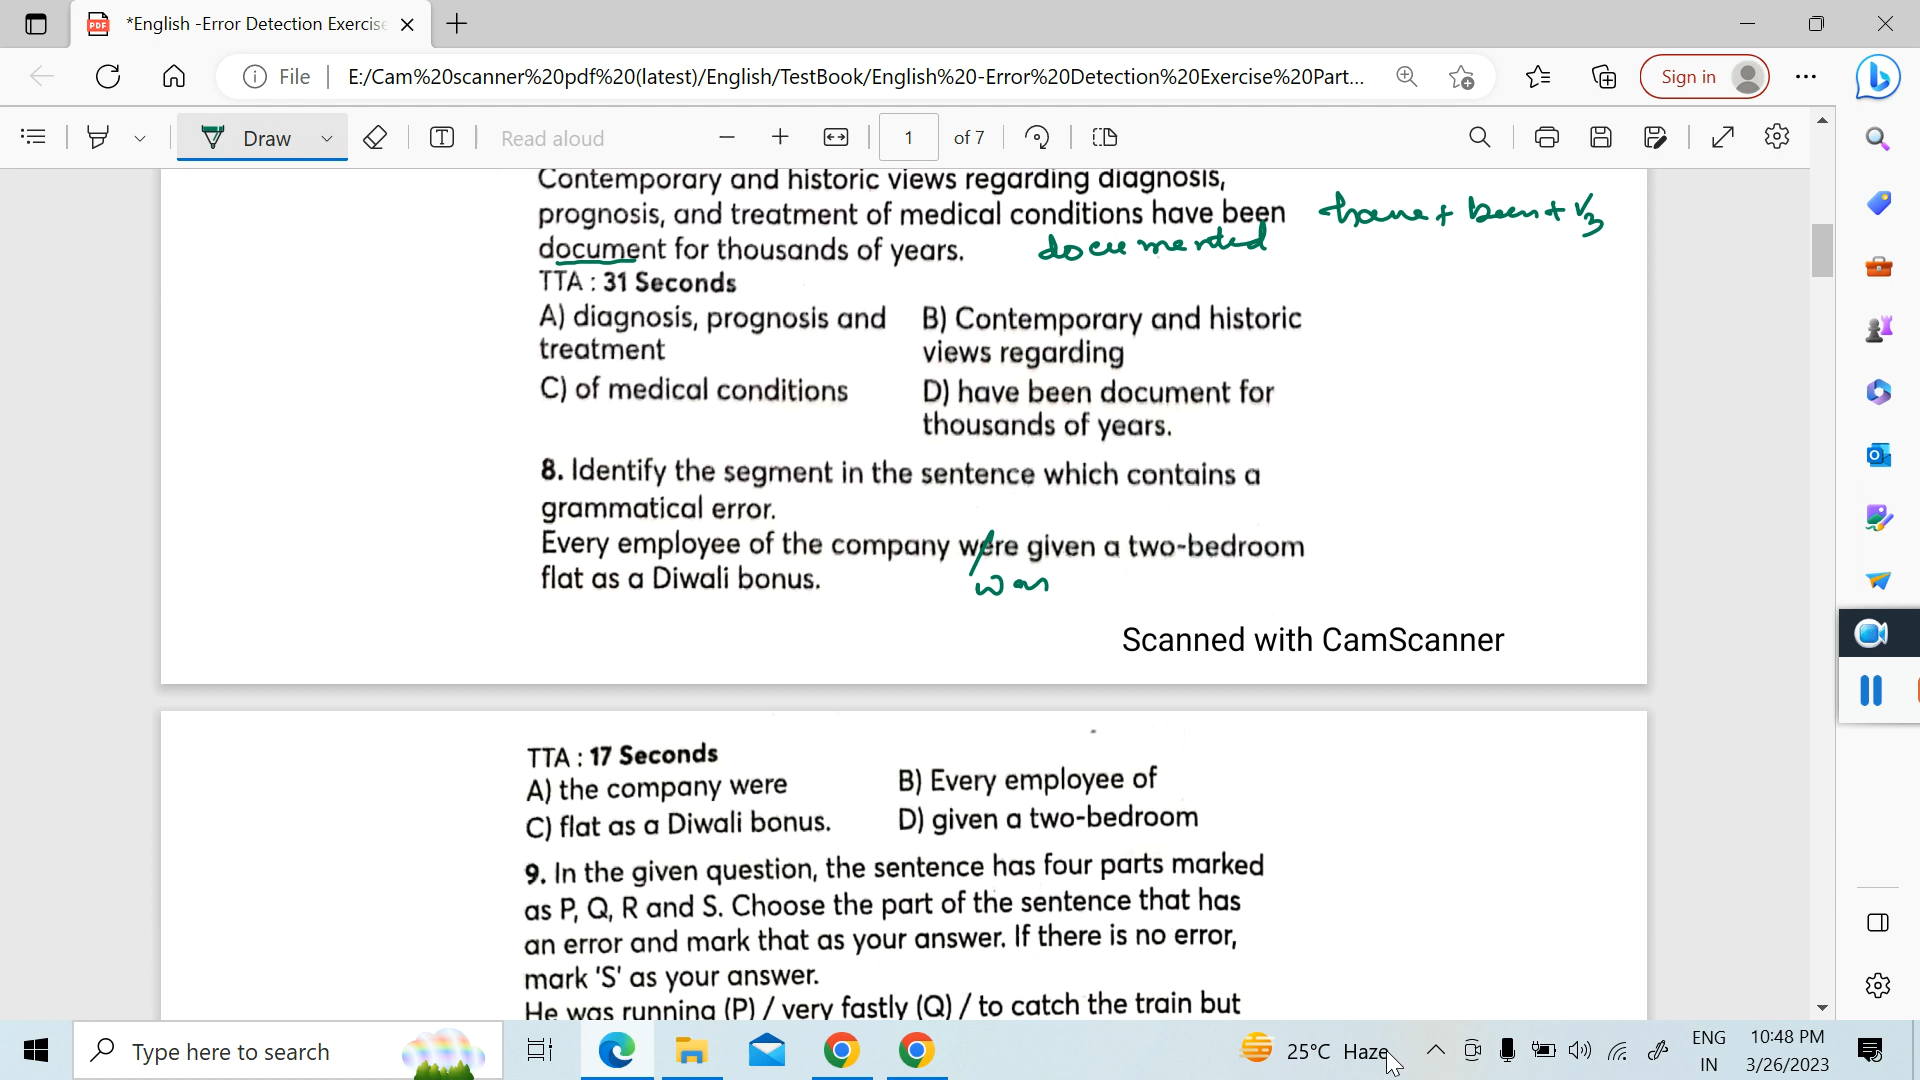 *English -Error Detection Exercise
File
E:/Cam%20scanner%20pdf%20(latest)/English/TestBook/English%20-Error%20Detection%20Exercise%20Part...
Sign in
Draw
Read aloud
1 of 7
Contemporary and historic views regarding diagnosis,
prognosis, and treatment of medical conditions have been
have + been + V3
document for thousands of years.
documented
TTA : 31 Seconds
A) diagnosis, prognosis and treatment
B) Contemporary and historic views regarding
C) of medical conditions
D) have been document for thousands of years.
8. Identify the segment in the sentence which contains a
grammatical error.
Every employee of the company were given a two-bedroom
flat as a Diwali bonus.
was
Scanned with CamScanner
TTA : 17 Seconds
A) the company were
B) Every employee of
C) flat as a Diwali bonus.
D) given a two-bedroom
9. In the given question, the sentence has four parts marked
as P, Q, R and S. Choose the part of the sentence that has
an error and mark that as your answer. If there is no error,
mark 'S' as your answer.
He was running (P) / very fastly (Q) / to catch the train but
Type here to search
25°C Haze
ENG
IN
10:48 PM
3/26/2023